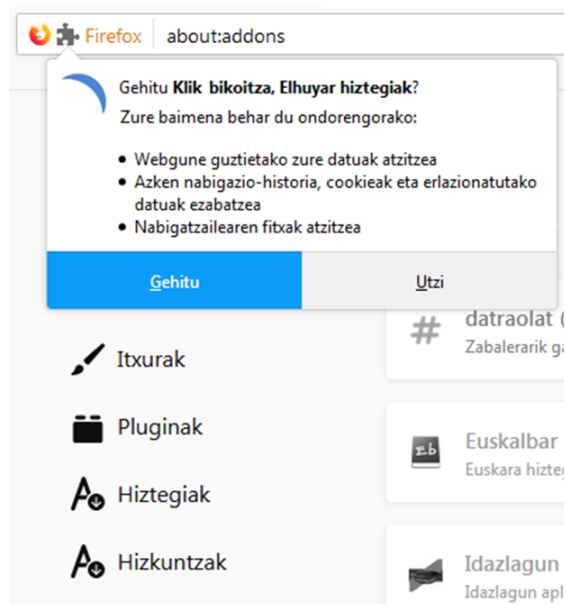 Firefox about:addons
Gehitu Klik bikoitza, Elhuyar hiztegiak?
Zure baimena behar du ondorengorako:
• Webgune guztietako zure datuak atzitzea
• Azken nabigazio-historia, cookieak eta erlazionatutako
datuak ezabatzea
• Nabigatzailearen fitxak atzitzea
Gehitu
Utzi
Itxurak
Pluginak
Hiztegiak
Hizkuntzak
datraolat (
Zabalerarik
Eb
Euskalbar
Euskara
Idazlagun
Idazlagun